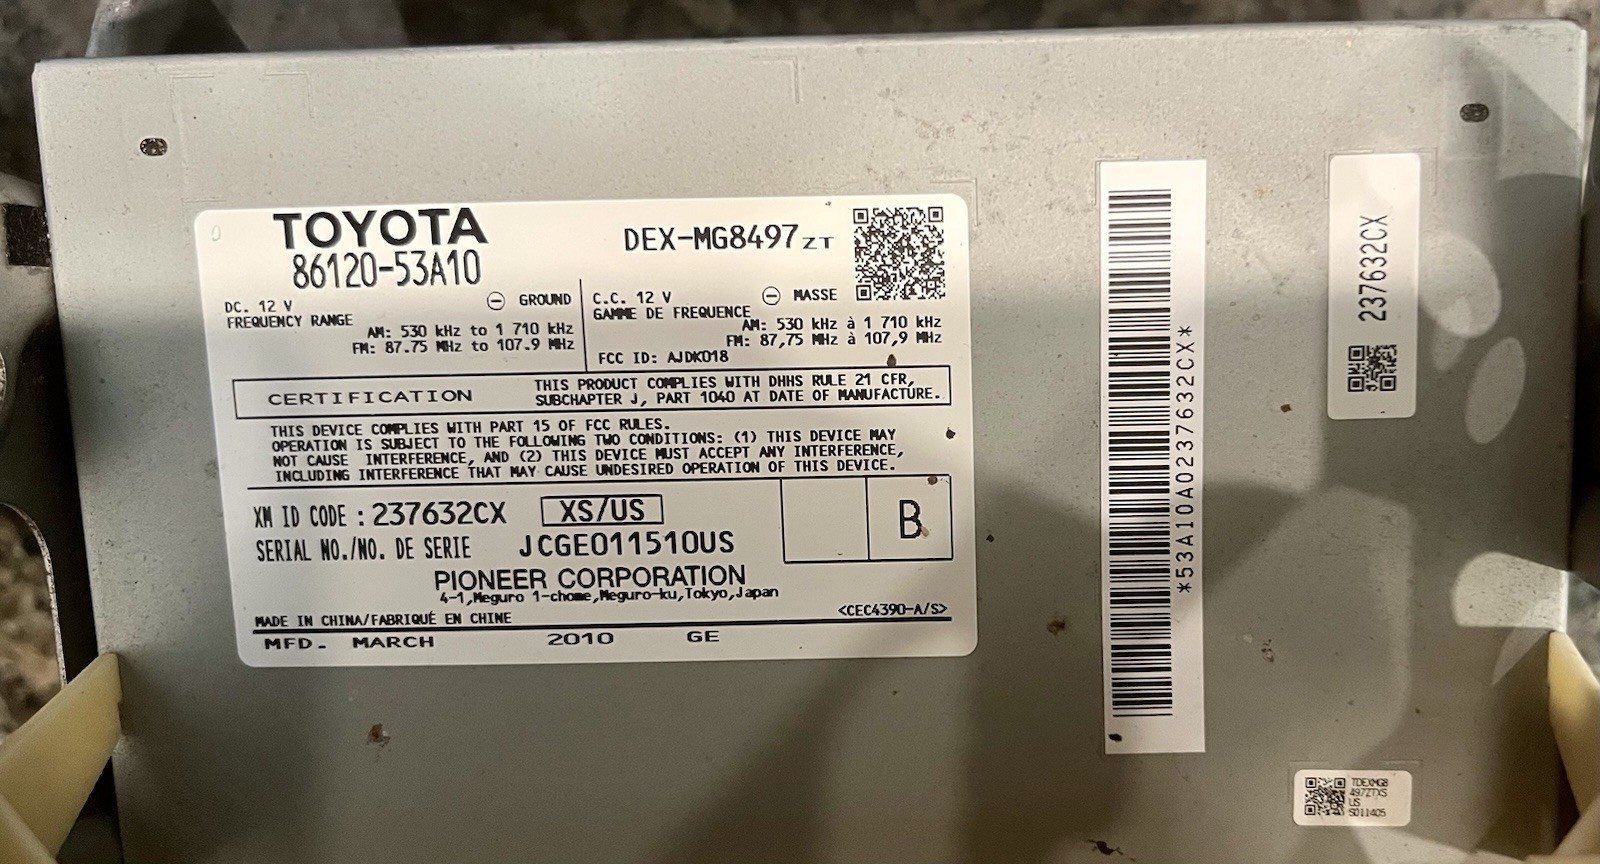 TOYOTA
86120-53A10
DEX-MG8497ZT
DC. 12 V ⊖ GROUND
FREQUENCY RANGE
AM: 530 kHz to 1 710 kHz
FM: 87.75 MHz to 107.9 MHz
C.C. 12 V ⊖ MASSE
GAMME DE FREQUENCE
AM: 530 kHz à 1 710 kHz
FM: 87,75 MHz à 107,9 MHz
FCC ID: AJDK018
CERTIFICATION
THIS PRODUCT COMPLIES WITH DHHS RULE 21 CFR,
SUBCHAPTER J, PART 1040 AT DATE OF MANUFACTURE.
THIS DEVICE COMPLIES WITH PART 15 OF FCC RULES.
OPERATION IS SUBJECT TO THE FOLLOWING TWO CONDITIONS: (1) THIS DEVICE MAY
NOT CAUSE INTERFERENCE, AND (2) THIS DEVICE MUST ACCEPT ANY INTERFERENCE,
INCLUDING INTERFERENCE THAT MAY CAUSE UNDESIRED OPERATION OF THIS DEVICE.
XM ID CODE : 237632CX XS/US
SERIAL NO./NO. DE SERIE JCGE011510US
B
PIONEER CORPORATION
4-1,Meguro 1-chome,Meguro-ku,Tokyo,Japan
MADE IN CHINA/FABRIQUÉ EN CHINE <CEC4390-A/S>
MFD. MARCH 2010 GE
*53A10A0237632CX*
237632CX
TDEXMG8
497ZTXS
US
S011405